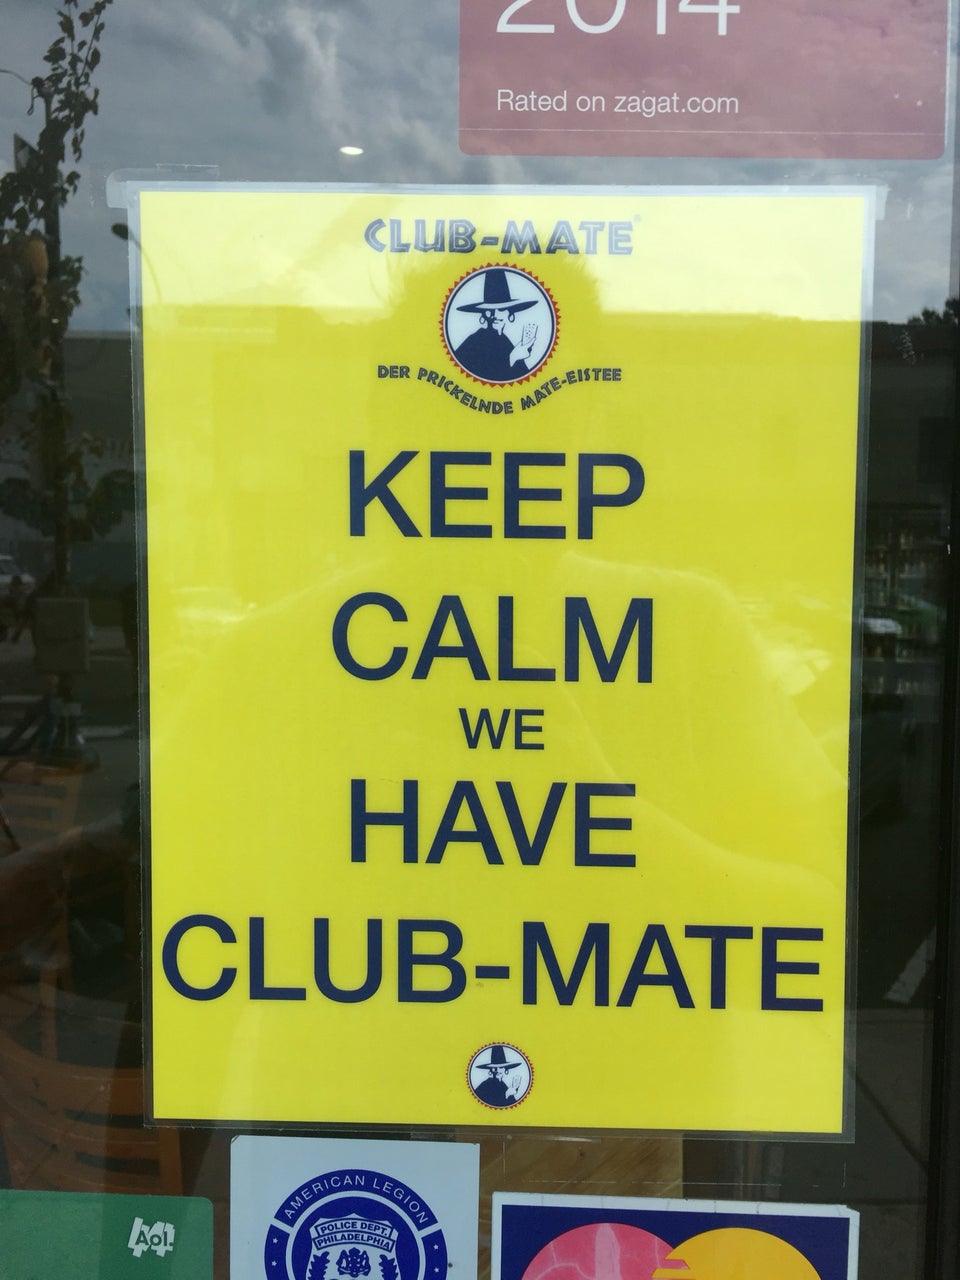 2014
Rated on zagat.com
CLUB-MATE®
DER PRICKELNDE MATE-EISTEE
KEEP
CALM
WE
HAVE
CLUB-MATE
AMERICAN LEGION
POLICE DEPT.
PHILADELPHIA
Aol.